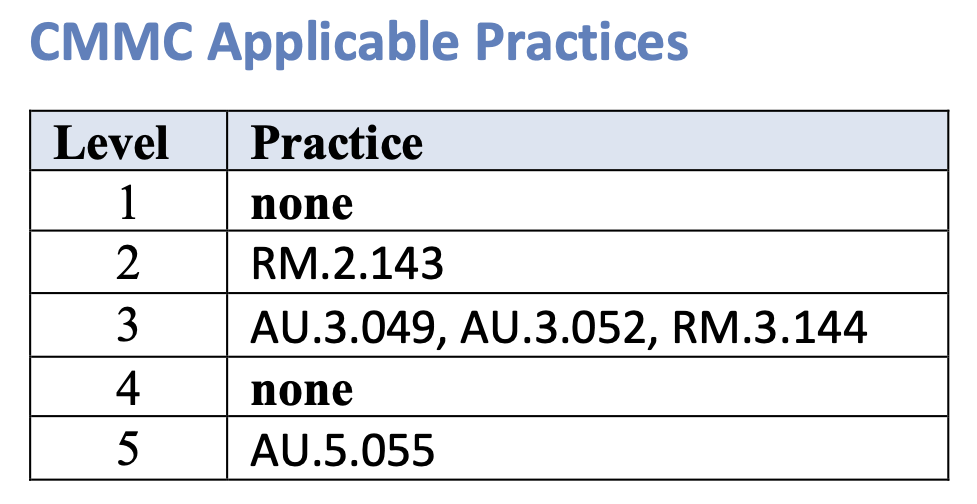 CMMC Applicable Practices
Level Practice
1 none
2 RM.2.143
3 AU.3.049, AU.3.052, RM.3.144
4 none
5 AU.5.055